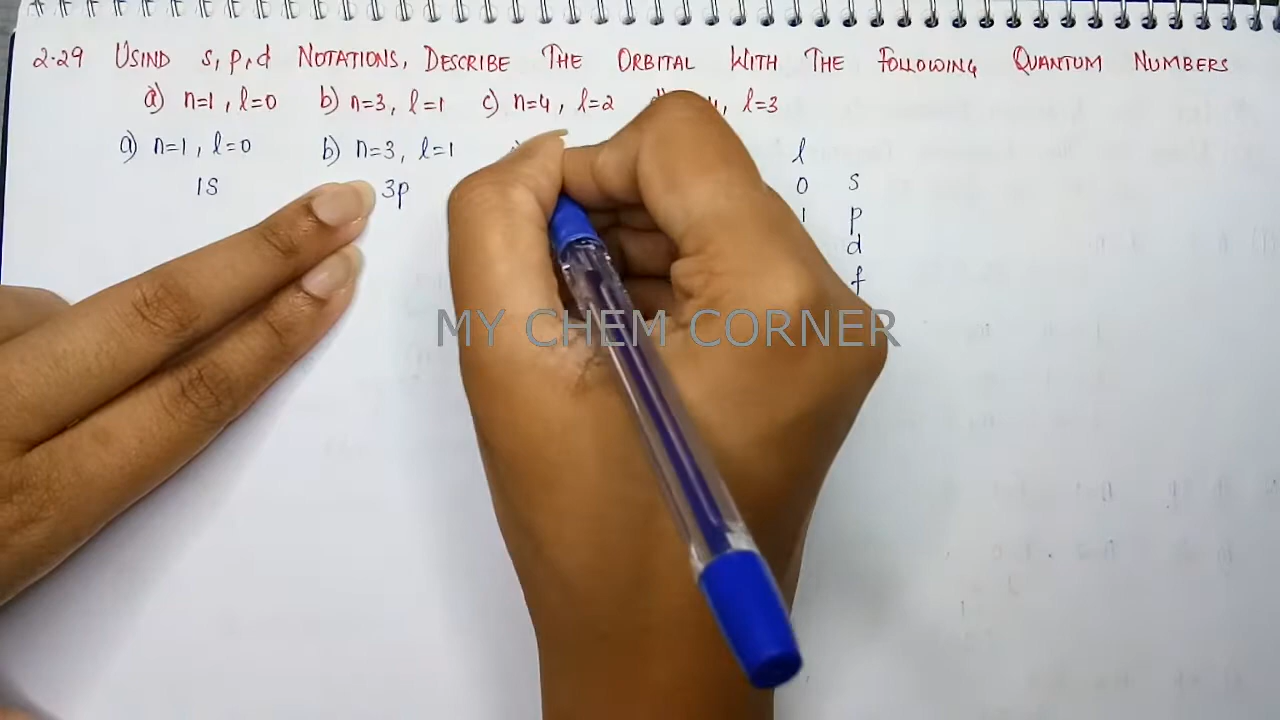 2.29 USIND s, p, d NOTATIONS, DESCRIBE THE ORBITAL WITH THE FOLLOWING QUANTUM NUMBERS
a) n=1, l=0 b) n=3, l=1 c) n=4, l=2 l=3
a) n=1, l=0 b) n=3, l=1
1s 3p
l
0 s
1 p
d
f
MY CHEM CORNER